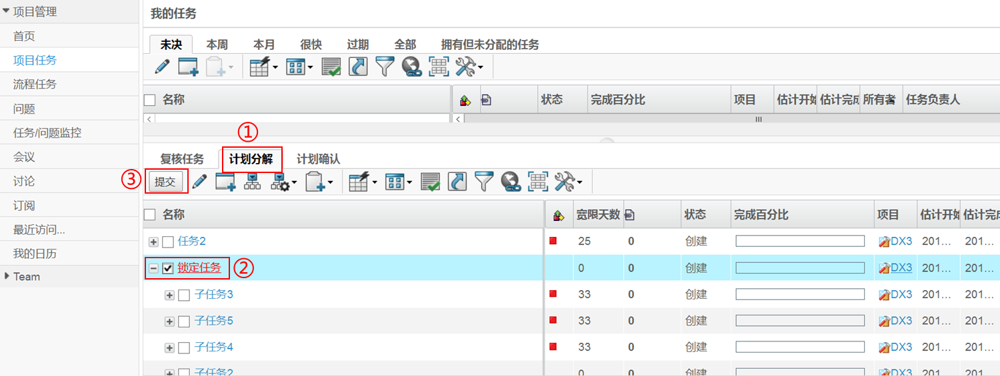 项目管理
首页
项目任务
流程任务
问题
任务/问题监控
会议
讨论
订阅
最近访问...
我的日历
Team
我的任务
未决 本周 本月 很快 过期 全部 拥有但未分配的任务
名称 状态 完成百分比 项目 估计开始 估计完成 所有者 任务负责人
①
复核任务 计划分解 计划确认
③ 提交
名称 宽限天数 状态 完成百分比 项目 估计开始 估计完成
任务2 25 0 创建 DX3 201... 201...
锁定任务 ② 0 0 创建 DX3 201... 201...
子任务3 33 0 创建 DX3 201... 201...
子任务5 33 0 创建 DX3 201... 201...
子任务4 33 0 创建 DX3 201... 201...
子任务2 0 0 创建 DX3 201... 201...